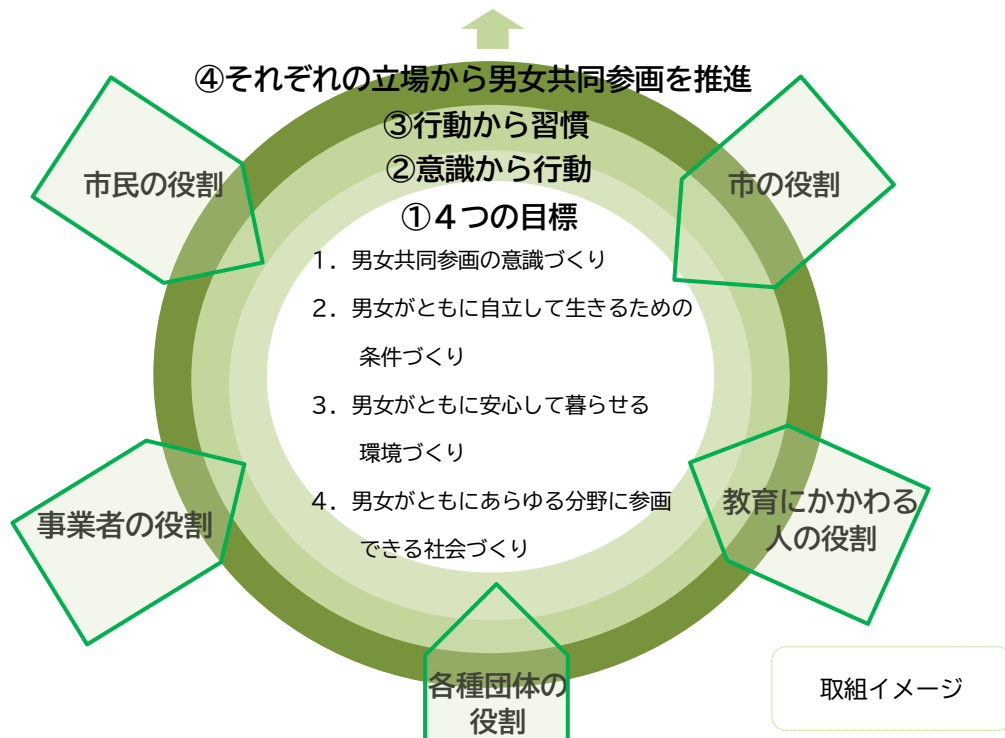 ④それぞれの立場から男女共同参画を推進
③行動から習慣
②意識から行動
①４つの目標
１．男女共同参画の意識づくり
２．男女がともに自立して生きるための
条件づくり
３．男女がともに安心して暮らせる
環境づくり
４．男女がともにあらゆる分野に参画
できる社会づくり
市民の役割
市の役割
事業者の役割
教育にかかわる
人の役割
各種団体の
役割
取組イメージ